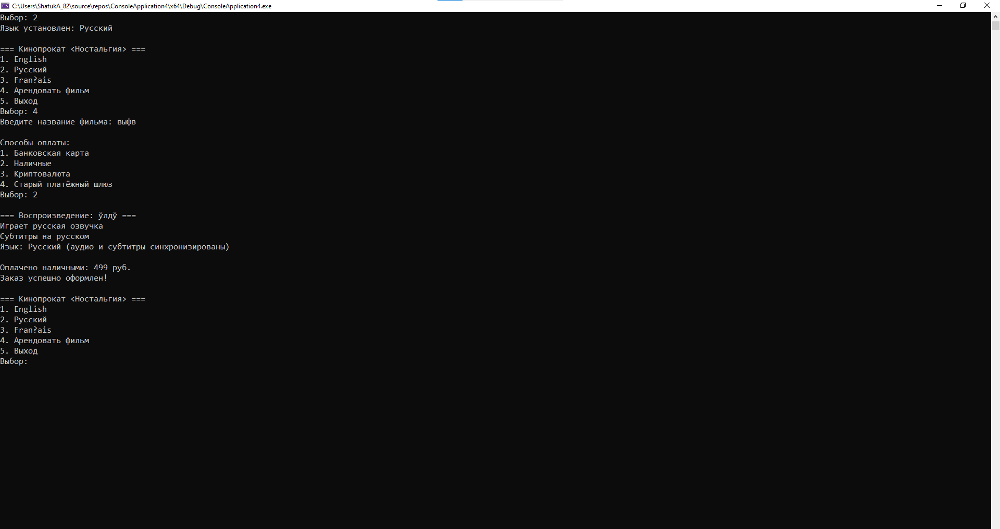 C:\Users\ShatukA_82\source\repos\ConsoleApplication4\x64\Debug\ConsoleApplication4.exe
Выбор: 2
Язык установлен: Русский
=== Кинопрокат <Ностальгия> ===
1. English
2. Русский
3. Fran?ais
4. Арендовать фильм
5. Выход
Выбор: 4
Введите название фильма: выфв
Способы оплаты:
1. Банковская карта
2. Наличные
3. Криптовалюта
4. Старый платёжный шлюз
Выбор: 2
=== Воспроизведение: ўлдў ===
Играет русская озвучка
Субтитры на русском
Язык: Русский (аудио и субтитры синхронизированы)
Оплачено наличными: 499 руб.
Заказ успешно оформлен!
=== Кинопрокат <Ностальгия> ===
1. English
2. Русский
3. Fran?ais
4. Арендовать фильм
5. Выход
Выбор: